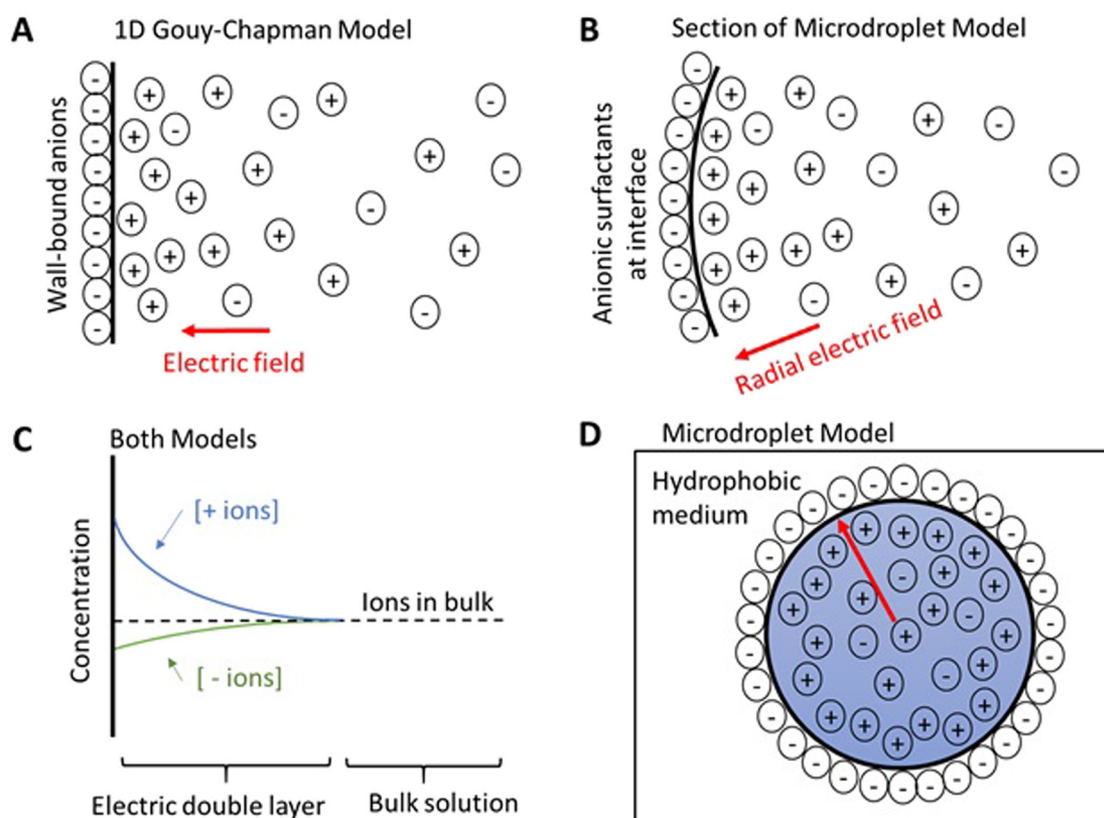 A
1D Gouy-Chapman Model
Wall-bound anions
Electric field
B
Section of Microdroplet Model
Anionic surfactants
at interface
Radial electric field
C
Both Models
Concentration
[+ ions]
Ions in bulk
[ - ions]
Electric double layer
Bulk solution
D
Microdroplet Model
Hydrophobic
medium